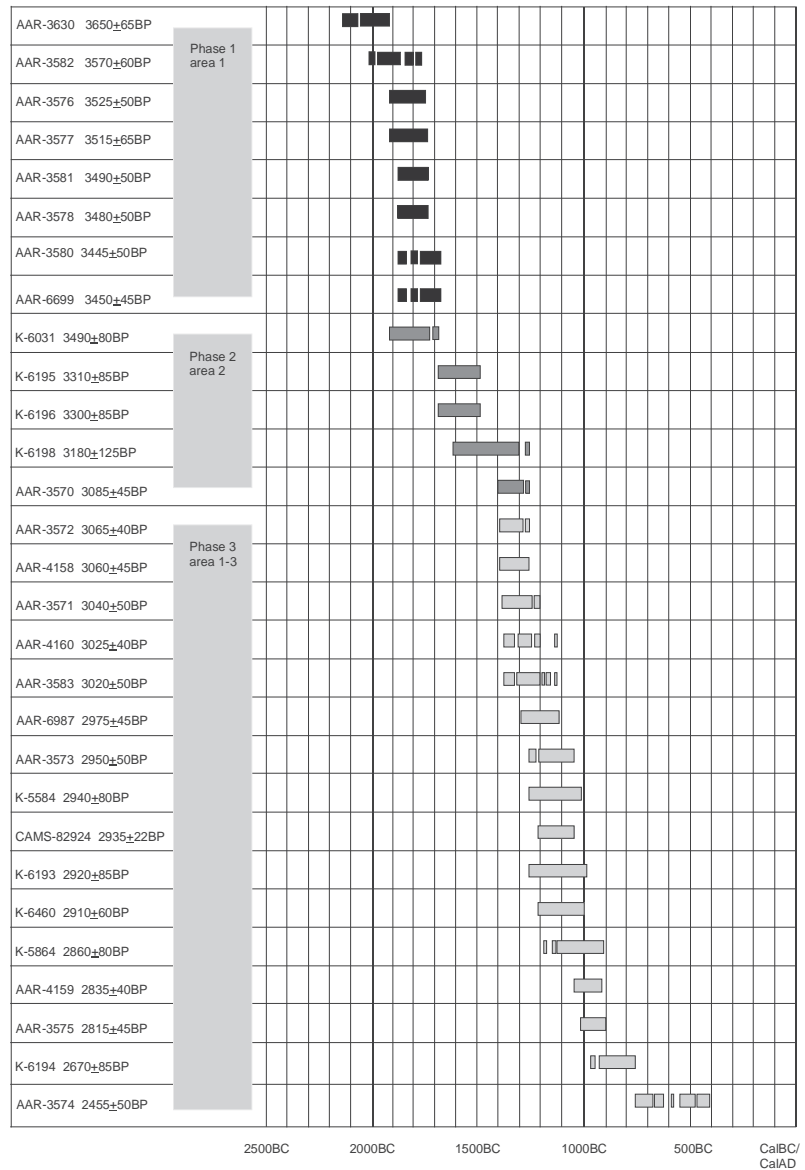 AAR-3630 3650±65BP
Phase 1
area 1
AAR-3582 3570±60BP
AAR-3576 3525±50BP
AAR-3577 3515±65BP
AAR-3581 3490±50BP
AAR-3578 3480±50BP
AAR-3580 3445±50BP
AAR-6699 3450±45BP
K-6031 3490±80BP
Phase 2
area 2
K-6195 3310±85BP
K-6196 3300±85BP
K-6198 3180±125BP
AAR-3570 3085±45BP
AAR-3572 3065±40BP
Phase 3
area 1-3
AAR-4158 3060±45BP
AAR-3571 3040±50BP
AAR-4160 3025±40BP
AAR-3583 3020±50BP
AAR-6987 2975±45BP
AAR-3573 2950±50BP
K-5584 2940±80BP
CAMS-82924 2935±22BP
K-6193 2920±85BP
K-6460 2910±60BP
K-5864 2860±80BP
AAR-4159 2835±40BP
AAR-3575 2815±45BP
K-6194 2670±85BP
AAR-3574 2455±50BP
2500BC 2000BC 1500BC 1000BC 500BC CalBC/
CalAD